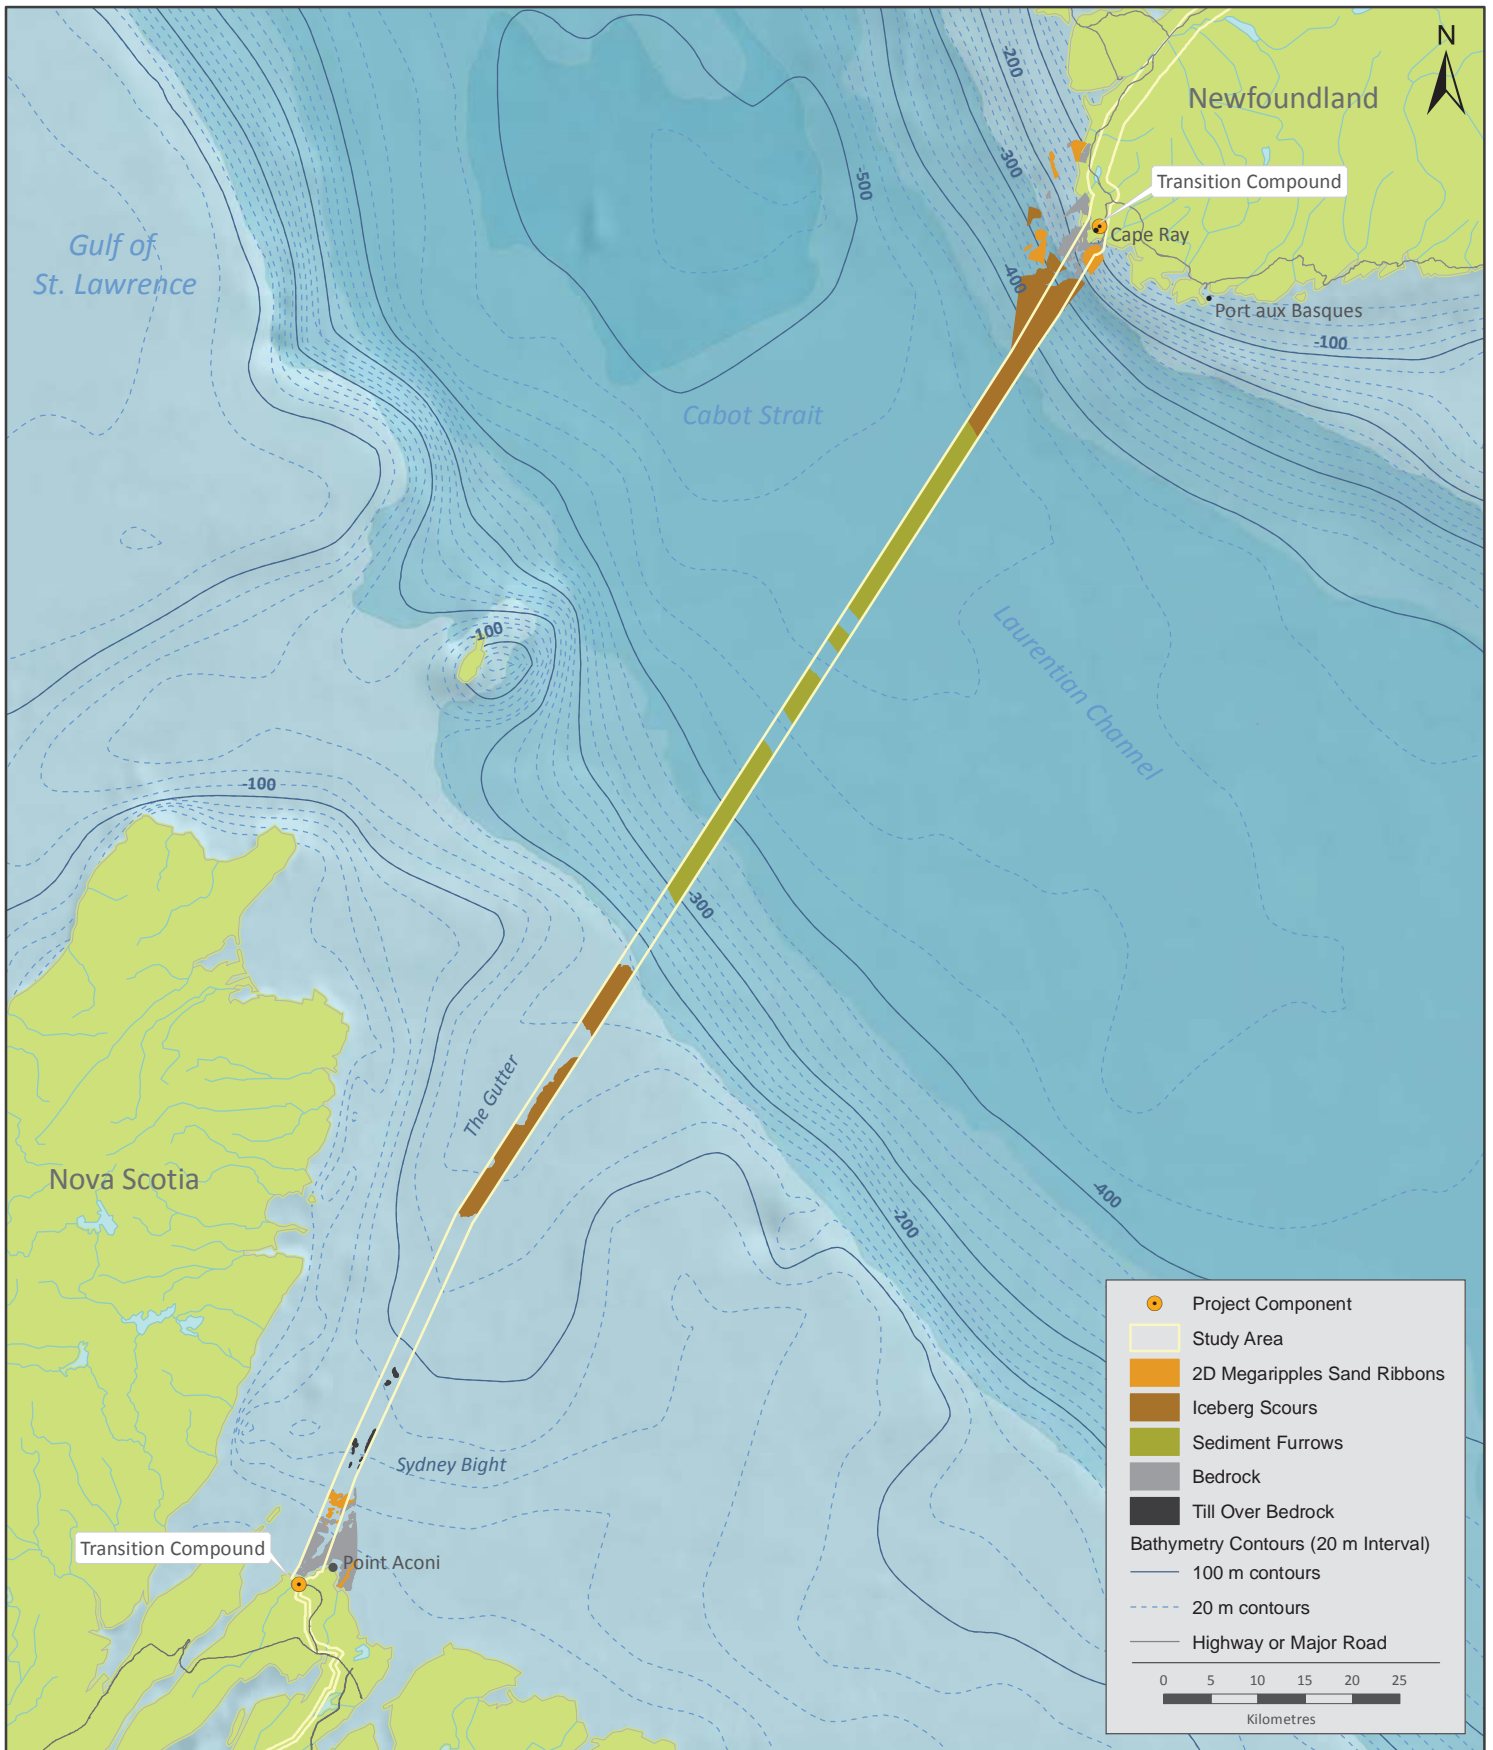 N
-200
Newfoundland
-300
-500
Transition Compound
Cape Ray
Gulf of
St. Lawrence
-400
Port aux Basques
-100
Cabot Strait
-100
Laurentian Channel
-100
-300
The Gutter
Nova Scotia
-400
-200
Sydney Bight
Transition Compound
Point Aconi
Project Component
Study Area
2D Megaripples Sand Ribbons
Iceberg Scours
Sediment Furrows
Bedrock
Till Over Bedrock
Bathymetry Contours (20 m Interval)
100 m contours
20 m contours
Highway or Major Road
0 5 10 15 20 25
Kilometres